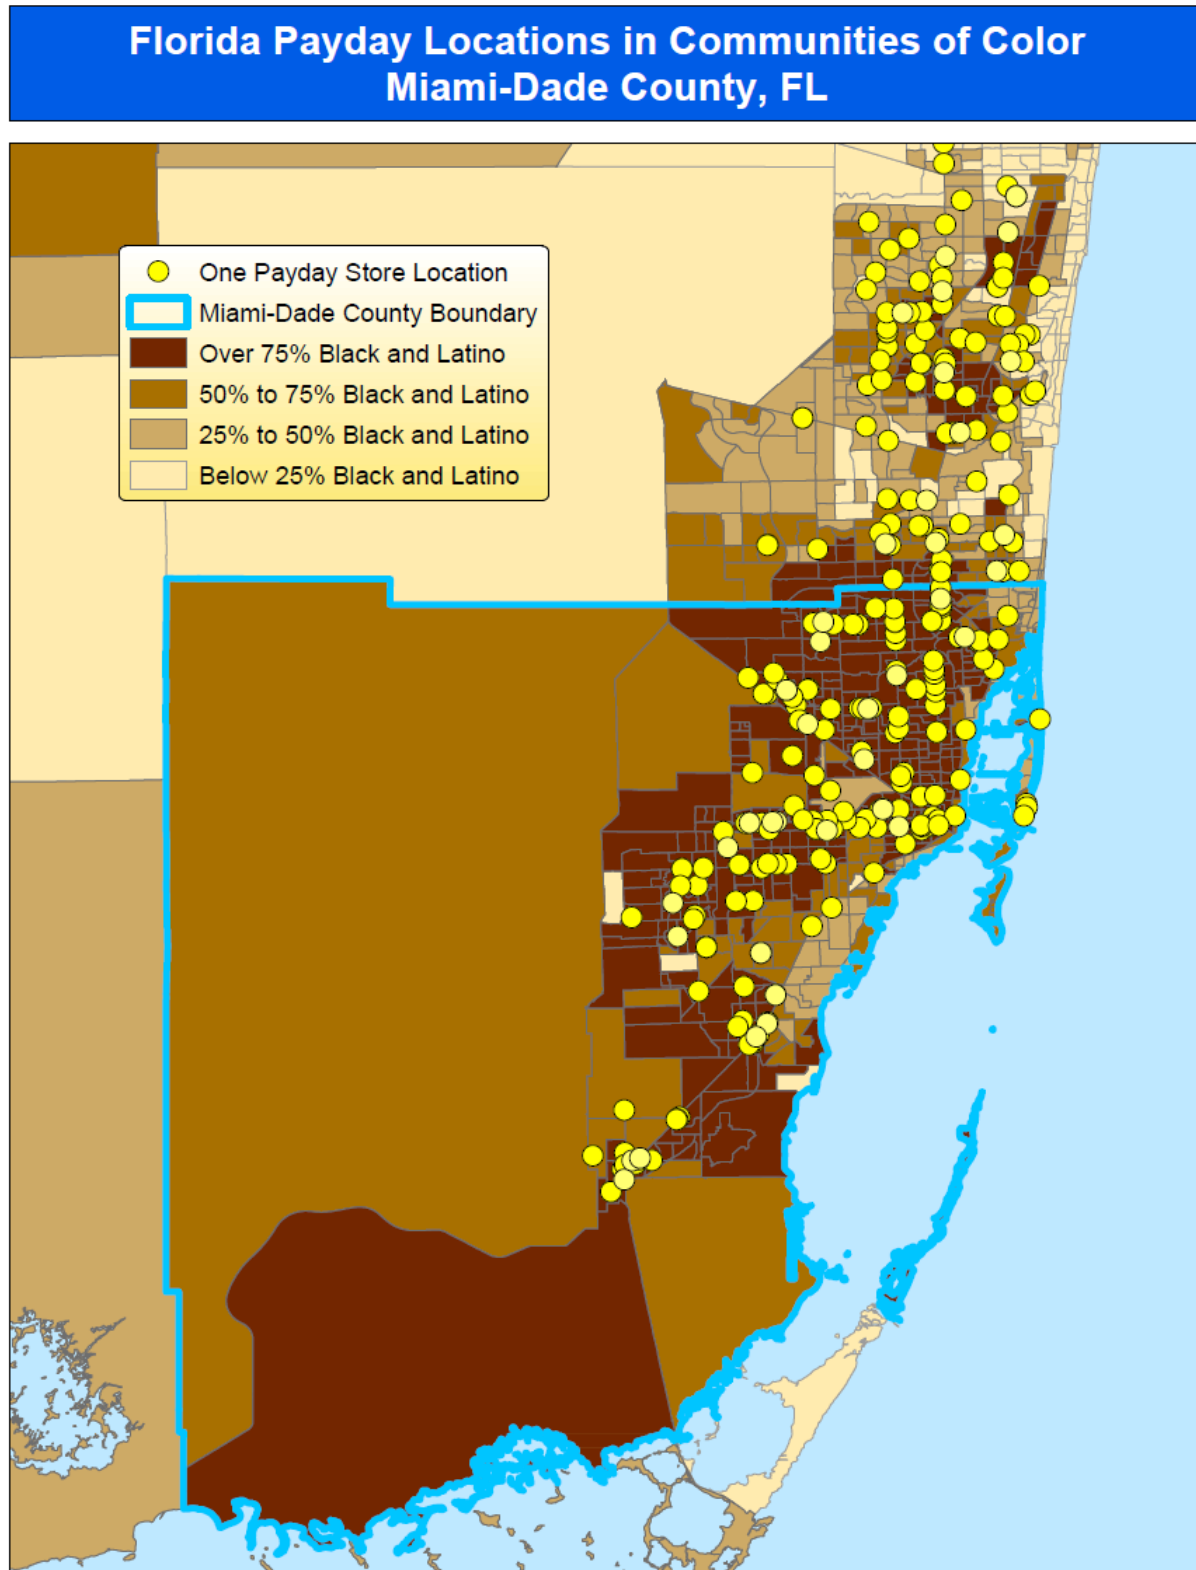 Florida Payday Locations in Communities of Color
Miami-Dade County, FL
One Payday Store Location
Miami-Dade County Boundary
Over 75% Black and Latino
50% to 75% Black and Latino
25% to 50% Black and Latino
Below 25% Black and Latino